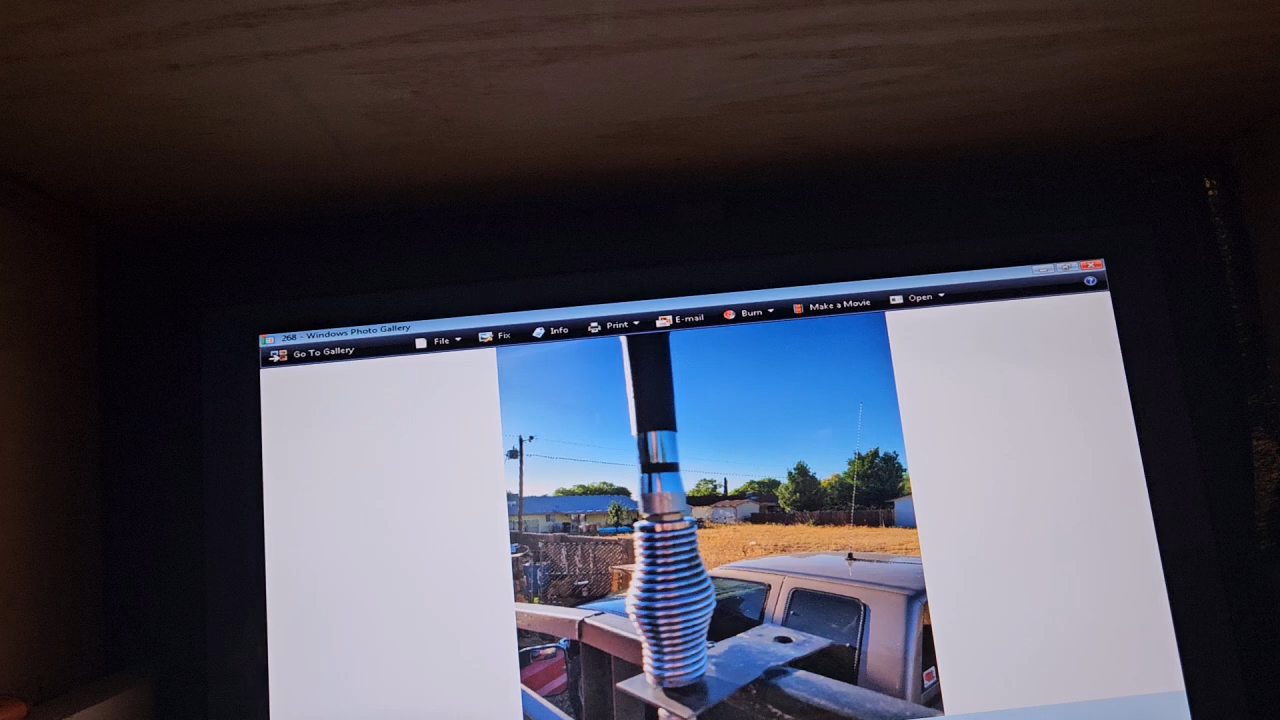 268 - Windows Photo Gallery
Go To Gallery File Fix Info Print E-mail Burn Make a Movie Open